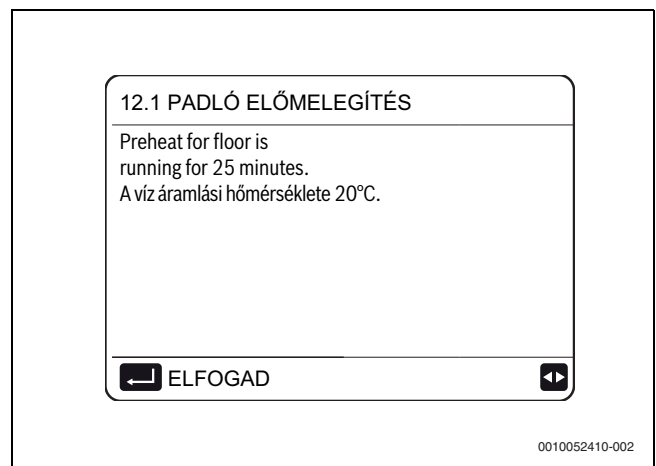 12.1 PADLÓ ELŐMELEGÍTÉS
Preheat for floor is
running for 25 minutes.
A víz áramlási hőmérséklete 20°C.
ELFOGAD
0010052410-002